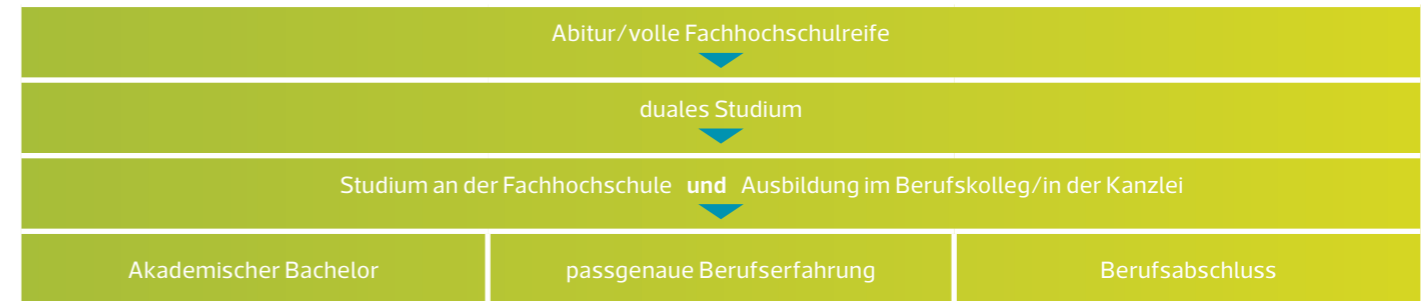 Abitur/volle Fachhochschulreife
duales Studium
Studium an der Fachhochschule und Ausbildung im Berufskolleg/in der Kanzlei
Akademischer Bachelor
passgenaue Berufserfahrung
Berufsabschluss